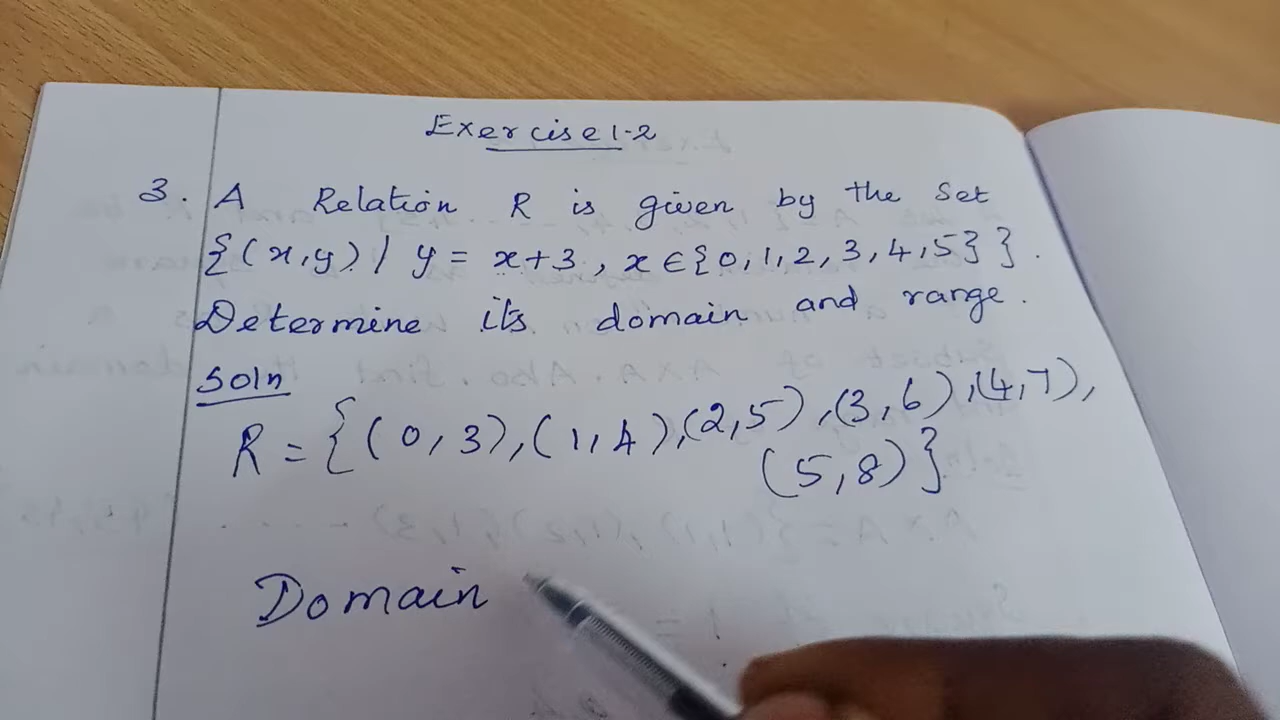 Exercise 1.2
3. A Relation R is given by the set
{(x,y) / y = x+3, x ∈ {0,1,2,3,4,5}}.
Determine its domain and range.
Soln
R = {(0,3),(1,4),(2,5),(3,6),(4,7),
(5,8)}
Domain